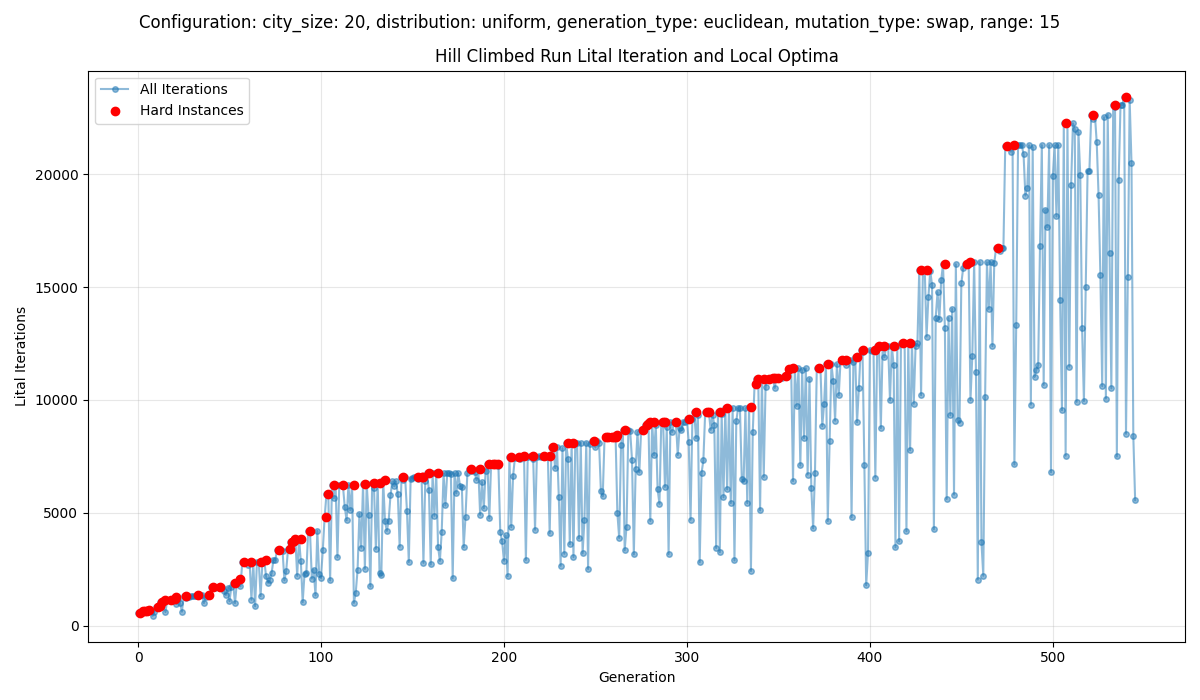 Configuration: city_size: 20, distribution: uniform, generation_type: euclidean, mutation_type: swap, range: 15
Hill Climbed Run Lital Iteration and Local Optima
All Iterations
Hard Instances
20000
15000
10000
5000
0
Lital Iterations
0 100 200 300 400 500
Generation